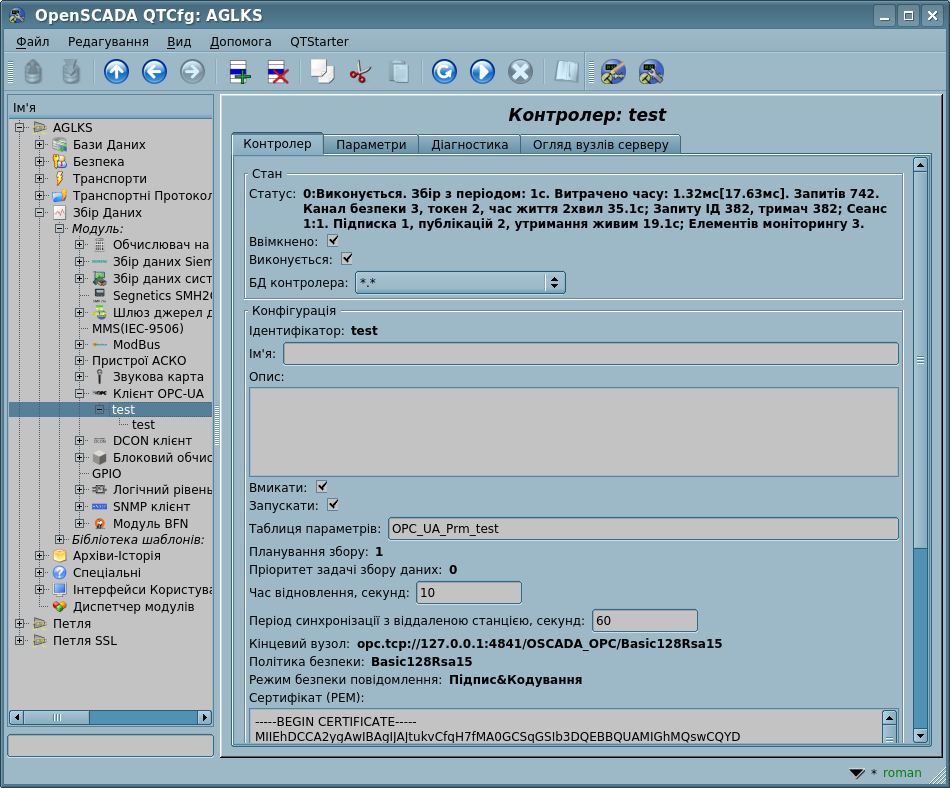 OpenSCADA QTCfg: AGLKS
Файл Редагування Вид Допомога QTStarter
Ім'я
AGLKS
Бази Даних
Безпека
Транспорти
Транспортні Протокол
Збір Даних
Модуль:
Обчислювач на
Збір даних Siem
Збір даних сист
Segnetics SMH2
Шлюз джерел д
MMS(IEC-9506)
ModBus
Пристрої АСКО
Звукова карта
Клієнт OPC-UA
test
test
DCON клієнт
Блоковий обчис
GPIO
Логічний рівень
SNMP клієнт
Модуль BFN
Бібліотека шаблонів:
Архіви-Історія
Спеціальні
Інтерфейси Користува
Диспетчер модулів
Петля
Петля SSL
Контролер: test
Контролер Параметри Діагностика Огляд вузлів серверу
Стан
Статус: 0:Виконується. Збір з періодом: 1с. Витрачено часу: 1.32мс[17.63мс]. Запитів 742.
Канал безпеки 3, токен 2, час життя 2хвил 35.1с; Запиту ІД 382, тримач 382; Сеанс
1:1. Підписка 1, публікацій 2, утримання живим 19.1с; Елементів моніторингу 3.
Ввімкнено:
Виконується:
БД контролера: *.*
Конфігурація
Ідентифікатор: test
Ім'я:
Опис:
Вмикати:
Запускати:
Таблиця параметрів: OPC_UA_Prm_test
Планування збору: 1
Пріоритет задачі збору даних: 0
Час відновлення, секунд: 10
Період синхронізації з віддаленою станцією, секунд: 60
Кінцевий вузол: opc.tcp://127.0.0.1:4841/OSCADA_OPC/Basic128Rsa15
Політика безпеки: Basic128Rsa15
Режим безпеки повідомлення: Підпис&Кодування
Сертифікат (PEM):
-----BEGIN CERTIFICATE-----
MIIEhDCCA2ygAwIBAgIJAJtukvCfqH7fMA0GCSqGSIb3DQEBBQUAMIGhMQswCQYD
* roman